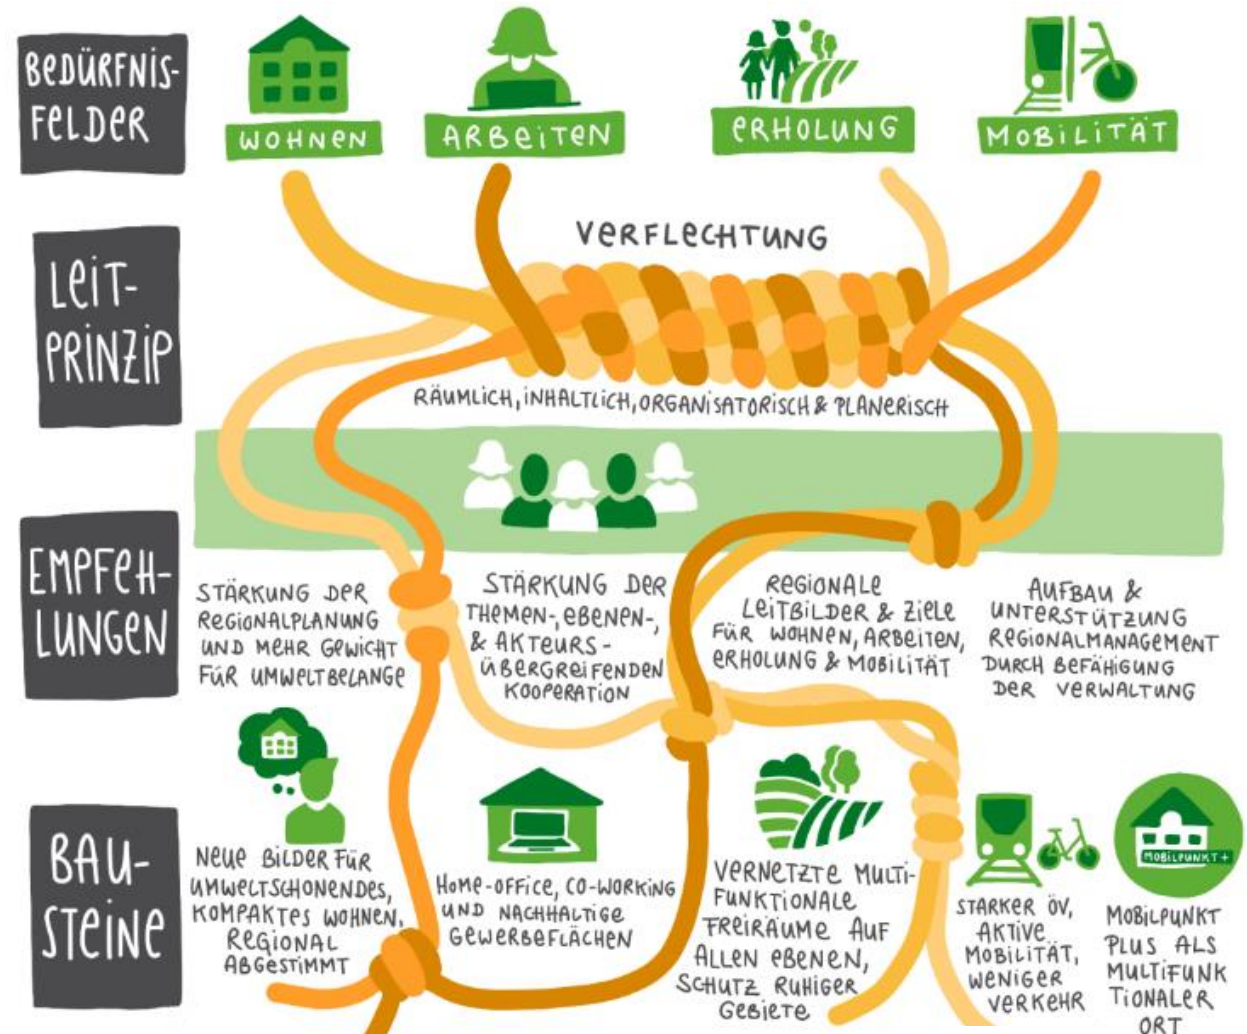 BEDÜRFNIS-
FELDER
WOHNEN
ARBEITEN
ERHOLUNG
MOBILITÄT
LEIT-
PRINZIP
VERFLECHTUNG
RÄUMLICH, INHALTLICH, ORGANISATORISCH & PLANERISCH
EMPFEH-
LUNGEN
STÄRKUNG DER
REGIONALPLANUNG
UND MEHR GEWICHT
FÜR UMWELTBELANGE
STÄRKUNG DER
THEMEN-, EBENEN-,
& AKTEURS-
ÜBERGREIFENDEN
KOOPERATION
REGIONALE
LEITBILDER & ZIELE
FÜR WOHNEN, ARBEITEN,
ERHOLUNG & MOBILITÄT
AUFBAU &
UNTERSTÜTZUNG
REGIONALMANAGEMENT
DURCH BEFÄHIGUNG
DER VERWALTUNG
BAU-
STEINE
NEUE BILDER FÜR
UMWELTSCHONENDES,
KOMPAKTES WOHNEN,
REGIONAL
ABGESTIMMT
HOME-OFFICE, CO-WORKING
UND NACHHALTIGE
GEWERBEFLÄCHEN
VERNETZTE MULTI-
FUNKTIONALE
FREIRÄUME AUF
ALLEN EBENEN,
SCHUTZ RUHIGER
GEBIETE
STARKER ÖV,
AKTIVE
MOBILITÄT,
WENIGER
VERKEHR
MOBILPUNKT+
MOBILPUNKT
PLUS ALS
MULTIFUNK
TIONALER
ORT